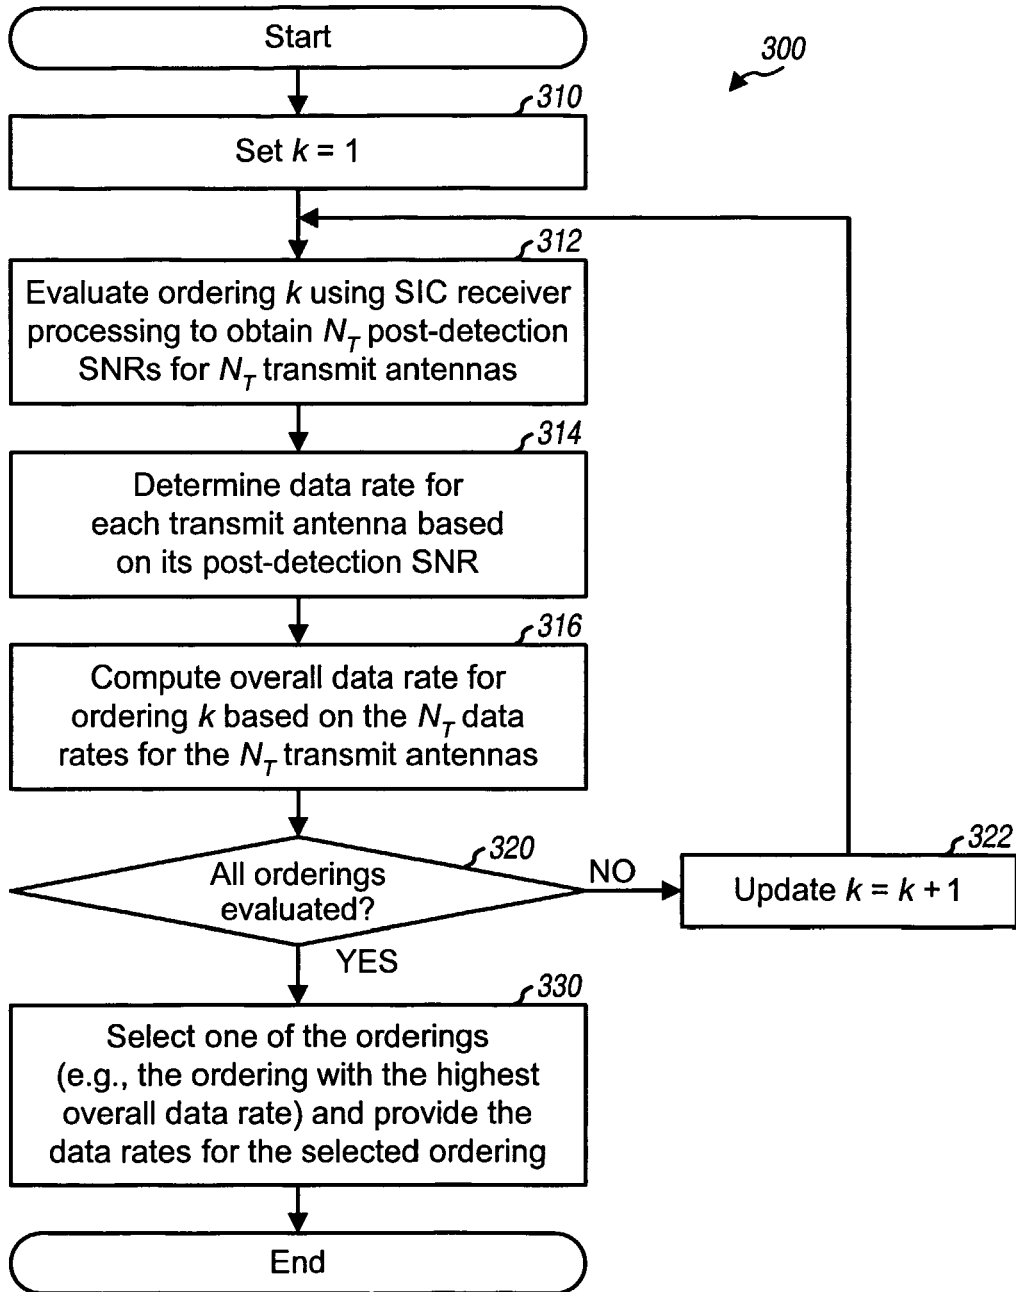 Start
300
310
Set k = 1
312
Evaluate ordering k using SIC receiver
processing to obtain N_T post-detection
SNRs for N_T transmit antennas
314
Determine data rate for
each transmit antenna based
on its post-detection SNR
316
Compute overall data rate for
ordering k based on the N_T data
rates for the N_T transmit antennas
320
All orderings
evaluated?
NO
322
Update k = k + 1
YES
330
Select one of the orderings
(e.g., the ordering with the highest
overall data rate) and provide the
data rates for the selected ordering
End